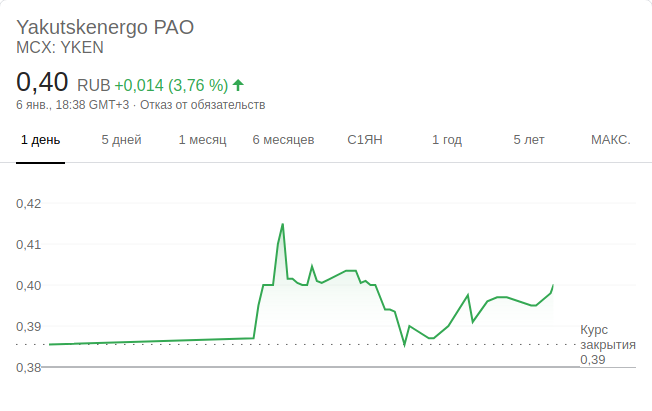 Yakutskenergo PAO
MCX: YKEN
0,40 RUB +0,014 (3,76 %)
6 янв., 18:38 GMT+3 · Отказ от обязательств
1 день 5 дней 1 месяц 6 месяцев С1ЯН 1 год 5 лет МАКС.
0,42
0,41
0,40
0,39
0,38
Курс
закрытия
0,39